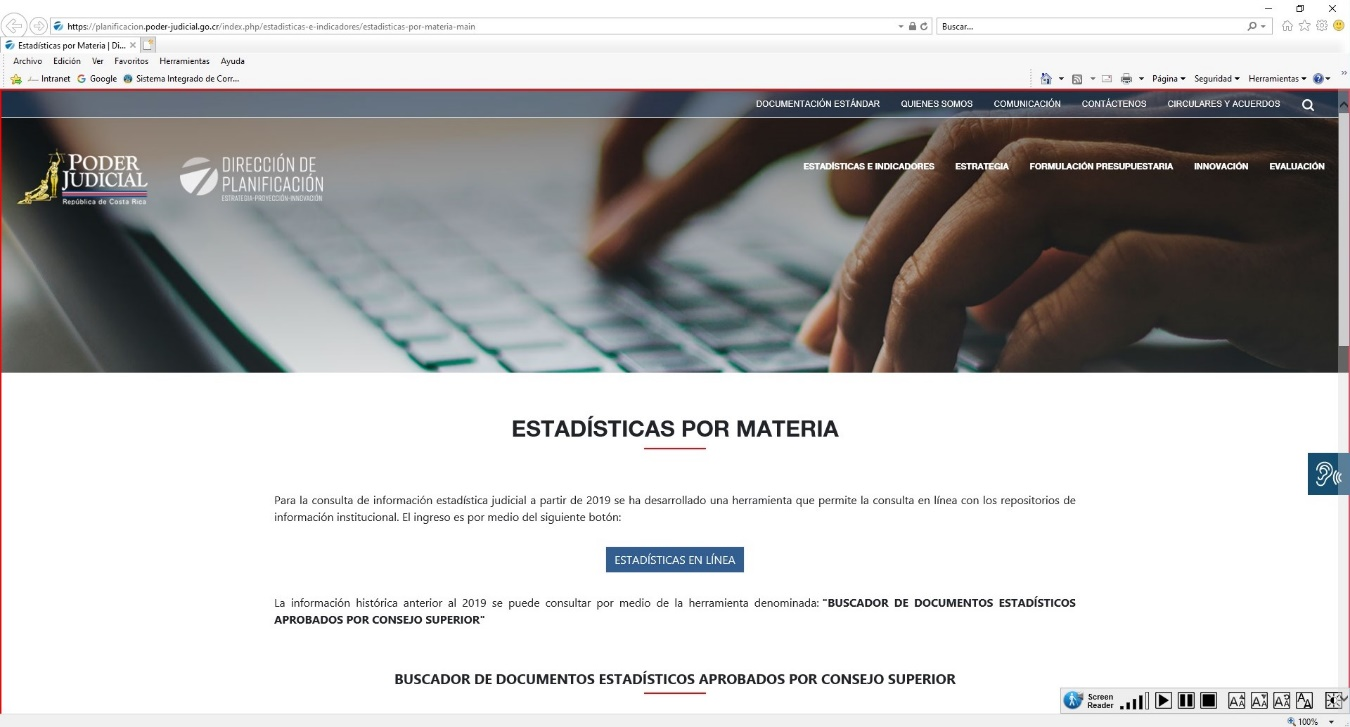 https://planificacion.poder-judicial.go.cr/index.php/estadisticas-e-indicadores/estadisticas-por-materia-main
Buscar...
Estadísticas por Materia | Di...
Archivo Edición Ver Favoritos Herramientas Ayuda
Intranet Google Sistema Integrado de Corr...
Página Seguridad Herramientas
DOCUMENTACIÓN ESTÁNDAR QUIENES SOMOS COMUNICACIÓN CONTÁCTENOS CIRCULARES Y ACUERDOS
PODER JUDICIAL
República de Costa Rica
DIRECCIÓN DE
PLANIFICACIÓN
ESTRATEGIA-PROYECCIÓN-INNOVACIÓN
ESTADÍSTICAS E INDICADORES ESTRATEGIA FORMULACIÓN PRESUPUESTARIA INNOVACIÓN EVALUACIÓN
ESTADÍSTICAS POR MATERIA
Para la consulta de información estadística judicial a partir de 2019 se ha desarrollado una herramienta que permite la consulta en línea con los repositorios de
información institucional. El ingreso es por medio del siguiente botón:
ESTADÍSTICAS EN LÍNEA
La información histórica anterior al 2019 se puede consultar por medio de la herramienta denominada: "BUSCADOR DE DOCUMENTOS ESTADÍSTICOS
APROBADOS POR CONSEJO SUPERIOR"
BUSCADOR DE DOCUMENTOS ESTADÍSTICOS APROBADOS POR CONSEJO SUPERIOR
Screen
Reader
100%